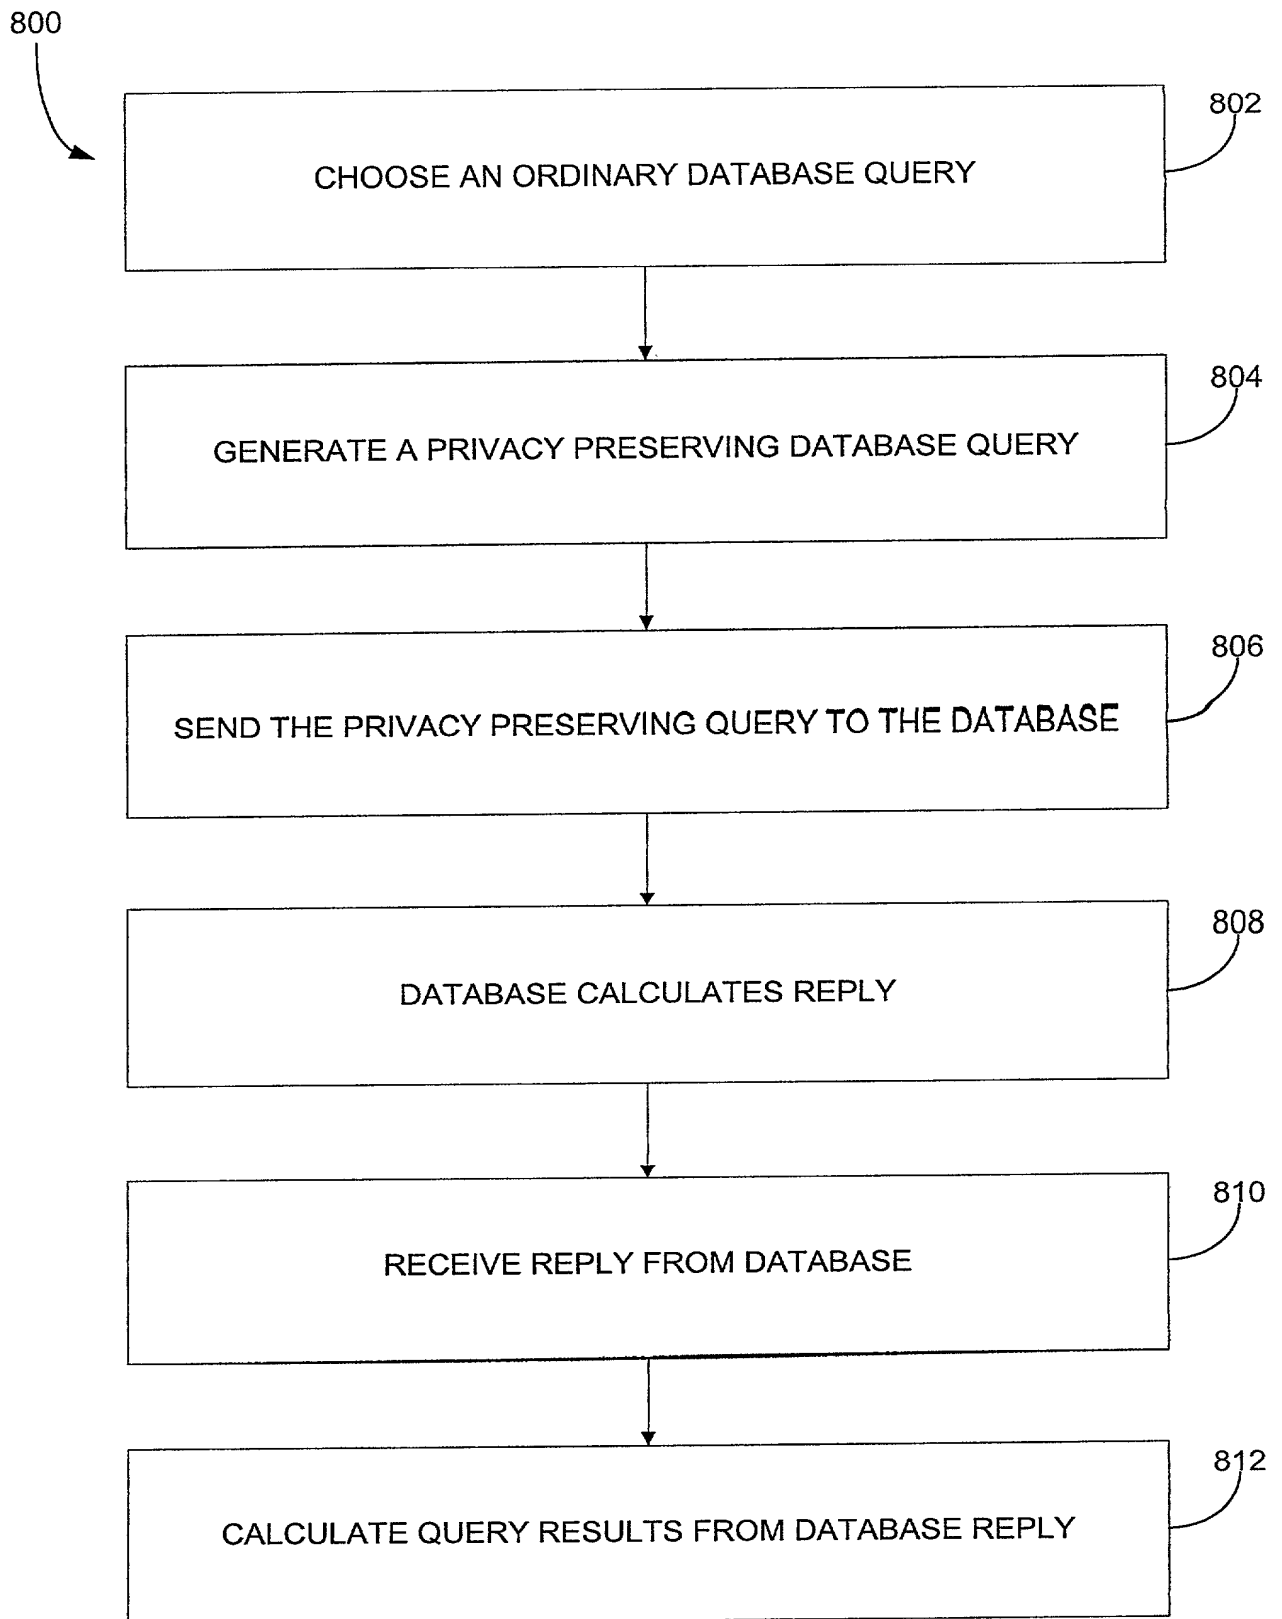 800
802
CHOOSE AN ORDINARY DATABASE QUERY
804
GENERATE A PRIVACY PRESERVING DATABASE QUERY
806
SEND THE PRIVACY PRESERVING QUERY TO THE DATABASE
808
DATABASE CALCULATES REPLY
810
RECEIVE REPLY FROM DATABASE
812
CALCULATE QUERY RESULTS FROM DATABASE REPLY